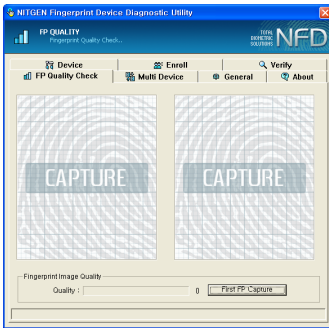 NITGEN Fingerprint Device Diagnostic Utility
FP QUALITY
Fingerprint Quality Check...
TOTAL BIOMETRIC SOLUTIONS NFD
Device Enroll Verify
FP Quality Check Multi Device General About
CAPTURE CAPTURE
Fingerprint Image Quality
Quality : 0 First FP Capture